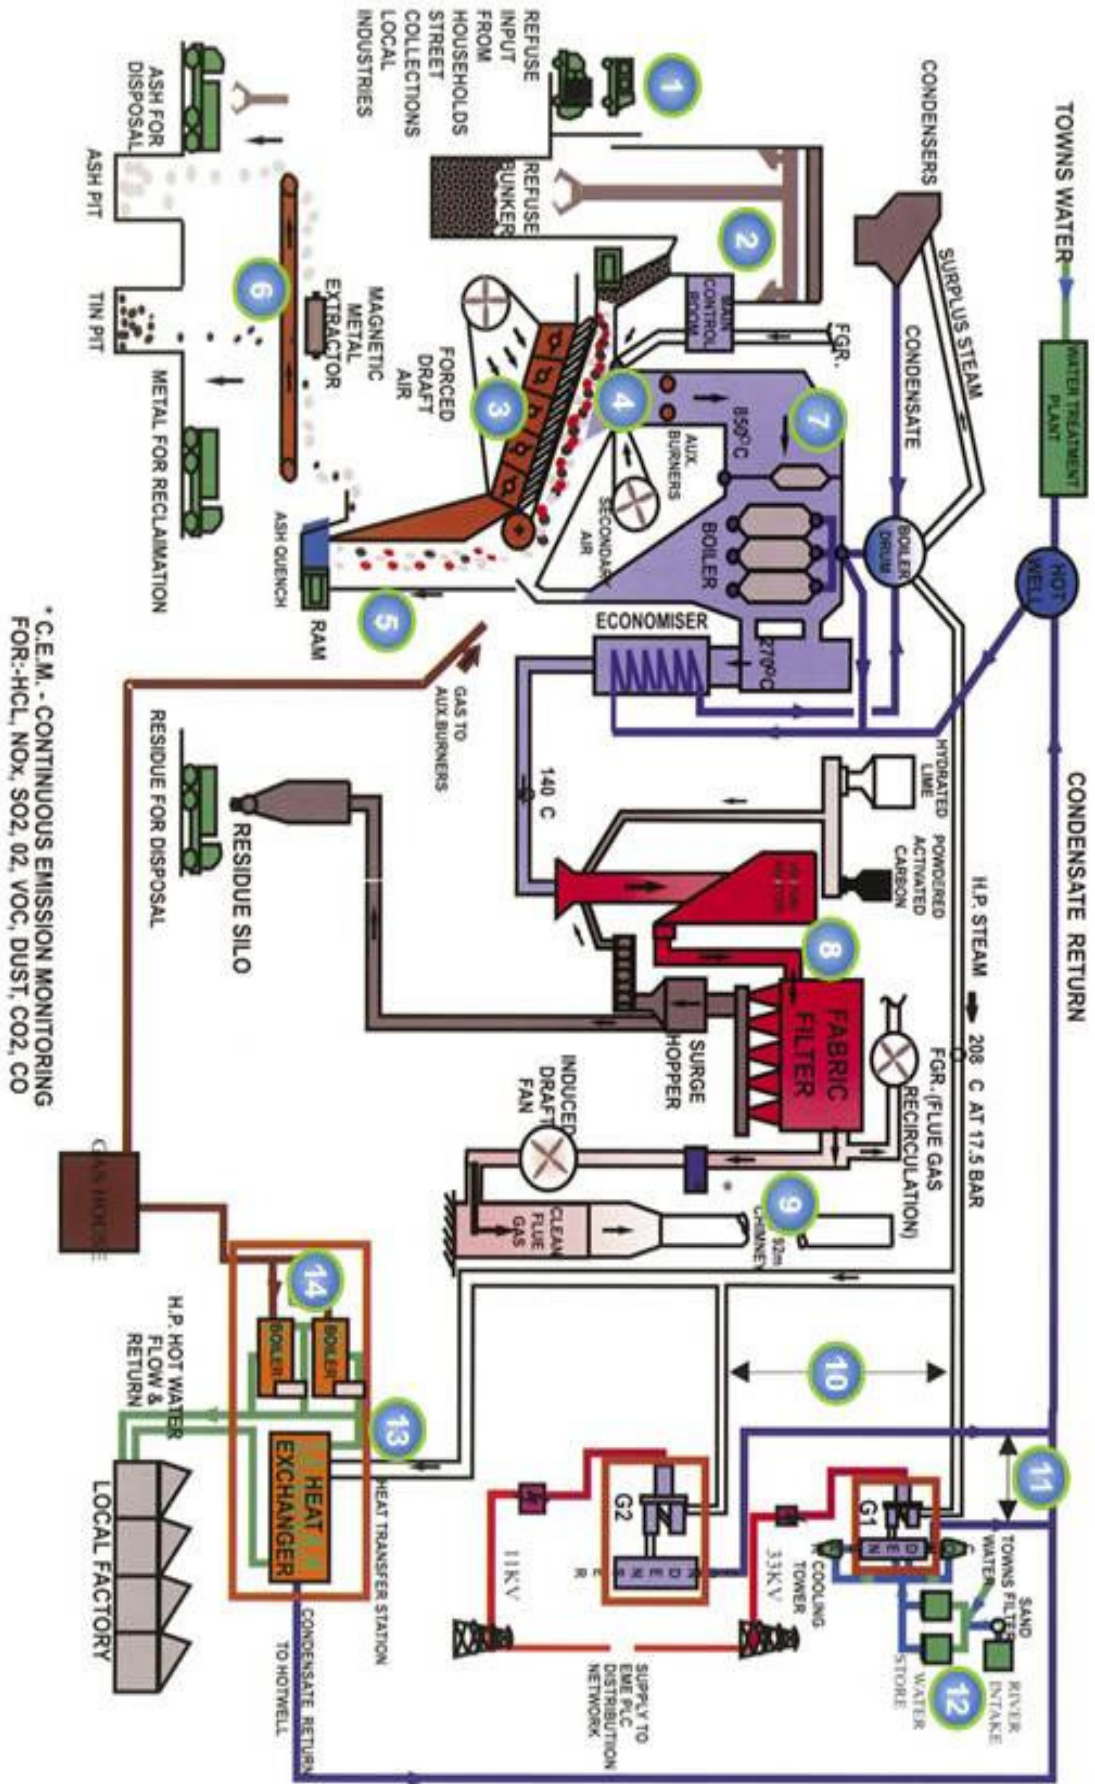 TOWNS WATER
WATER TREATMENT
PLANT
HOT
WELL
CONDENSATE RETURN
CONDENSERS
SURPLUS STEAM
CONDENSATE
BOILER
DRUM
H.P. STEAM
208 C AT 17.5 BAR
1
REFUSE
INPUT
FROM
HOUSEHOLDS
STREET
COLLECTIONS
LOCAL
INDUSTRIES
2
REFUSE
BUNKER
MAIN
CONTROL
ROOM
FGR.
7
850°C
AUX.
BURNERS
4
SECONDARY
AIR
BOILER
3
FORCED
DRAFT
AIR
270°C
ECONOMISER
140 C
HYDRATED
LIME
POWDERED
ACTIVATED
CARBON
8
FABRIC
FILTER
FGR. (FLUE GAS
RECIRCULATION)
SURGE
HOPPER
INDUCED
DRAFT
FAN
*
9
92m
CHIMNEY
CLEAN
FLUE
GAS
10
11
TOWNS
WATER
SAND
FILTER
RIVER
INTAKE
12
WATER
STORE
G1
COOLING
TOWER
33KV
G2
11KV
SUPPLY TO
EME PLC
DISTRIBUTIION
NETWORK
5
ASH QUENCH
RAM
MAGNETIC
METAL
EXTRACTOR
6
ASH FOR
DISPOSAL
ASH PIT
TIN PIT
METAL FOR RECLAIMATION
GAS TO
AUX.BURNERS
RESIDUE SILO
RESIDUE FOR DISPOSAL
GAS HOUSE
14
BOILER
BOILER
13
HEAT
EXCHANGER
HEAT TRANSFER STATION
H.P. HOT WATER
FLOW &
RETURN
LOCAL FACTORY
CONDENSATE RETURN
TO HOTWELL
* C.E.M. - CONTINUOUS EMISSION MONITORING
FOR:-HCL, NOx, SO2, 02, VOC, DUST, CO2, CO